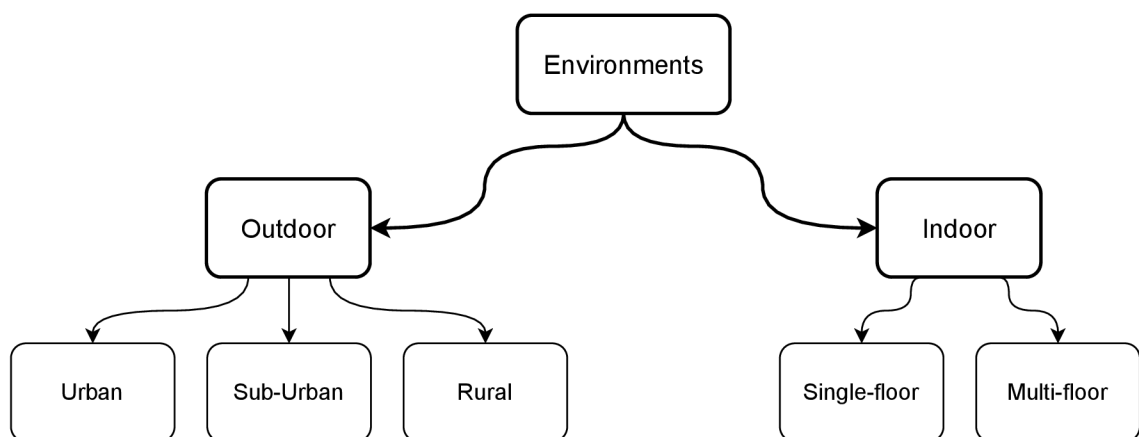 Environments
Outdoor
Indoor
Urban
Sub-Urban
Rural
Single-floor
Multi-floor